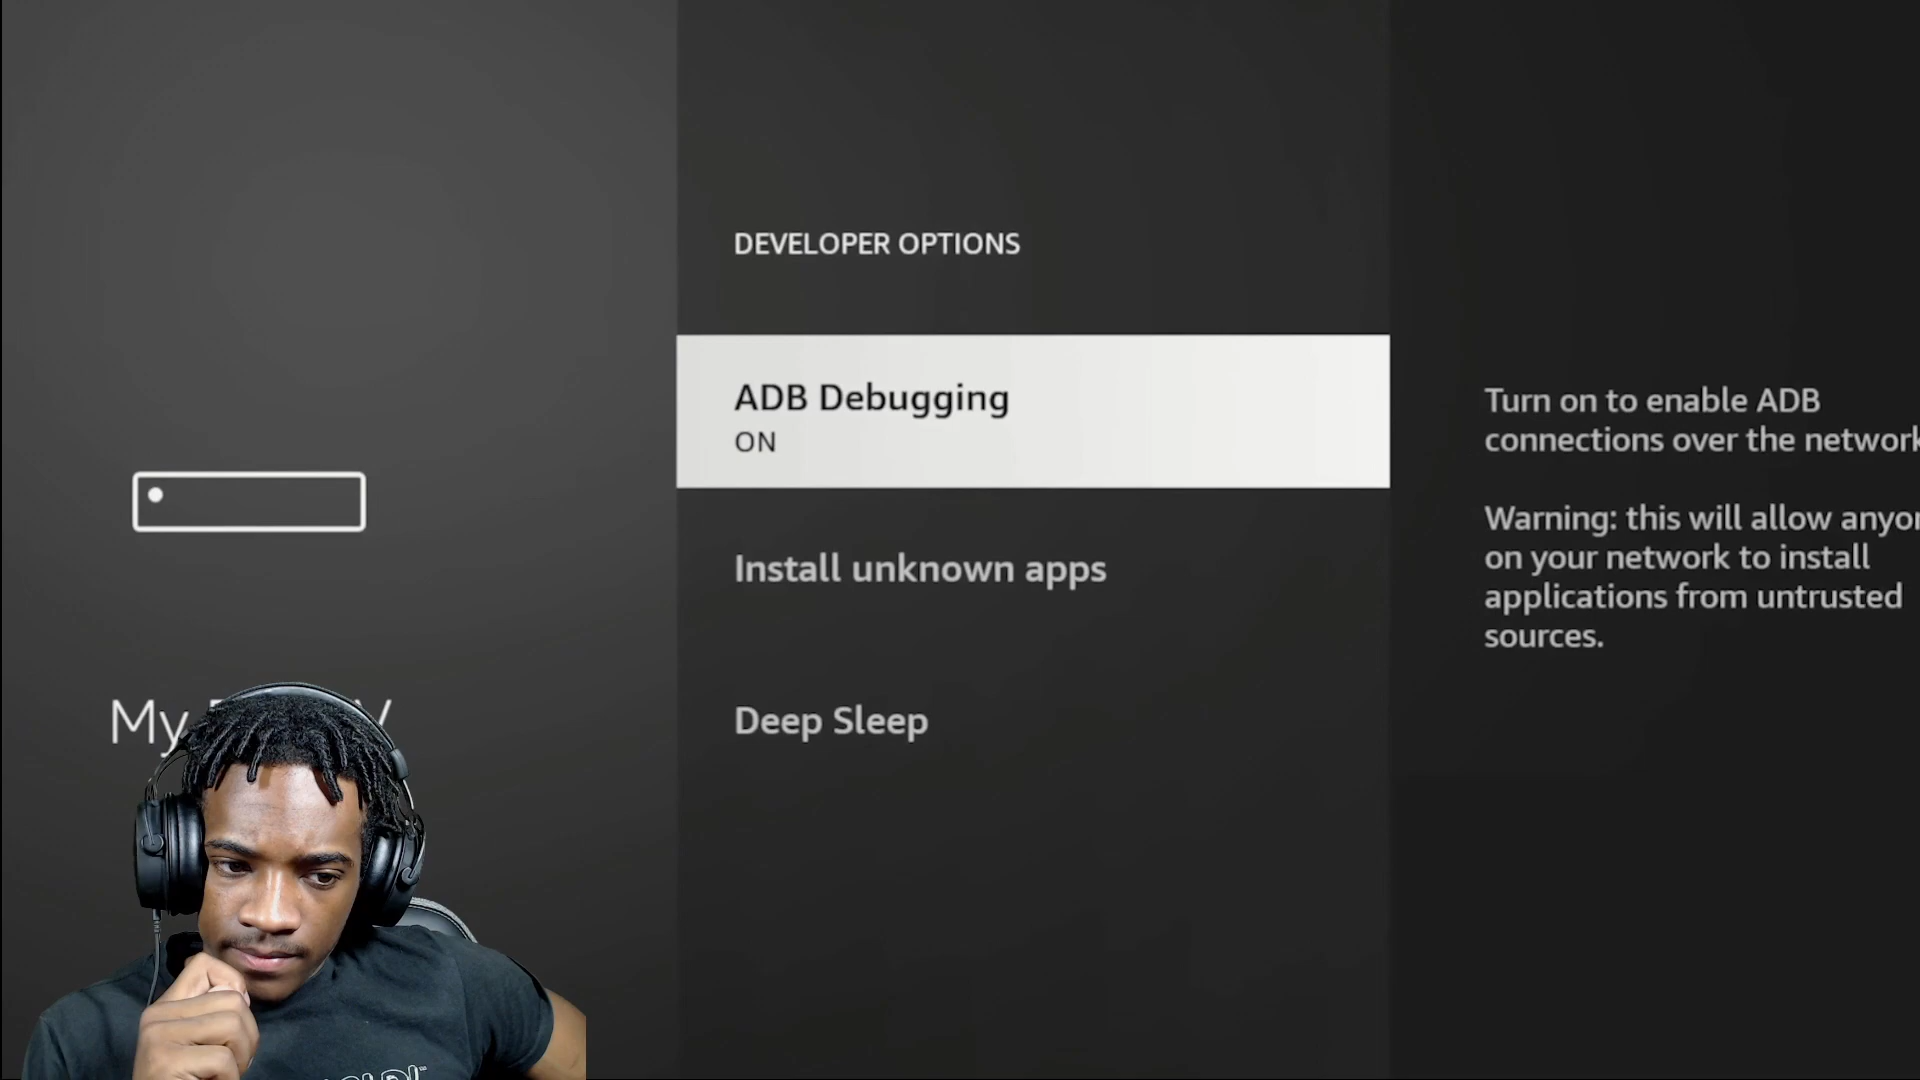 DEVELOPER OPTIONS
ADB Debugging
ON
Install unknown apps
Deep Sleep
Turn on to enable ADB
connections over the network
Warning: this will allow
on your network to install
applications from untrusted
sources.
My